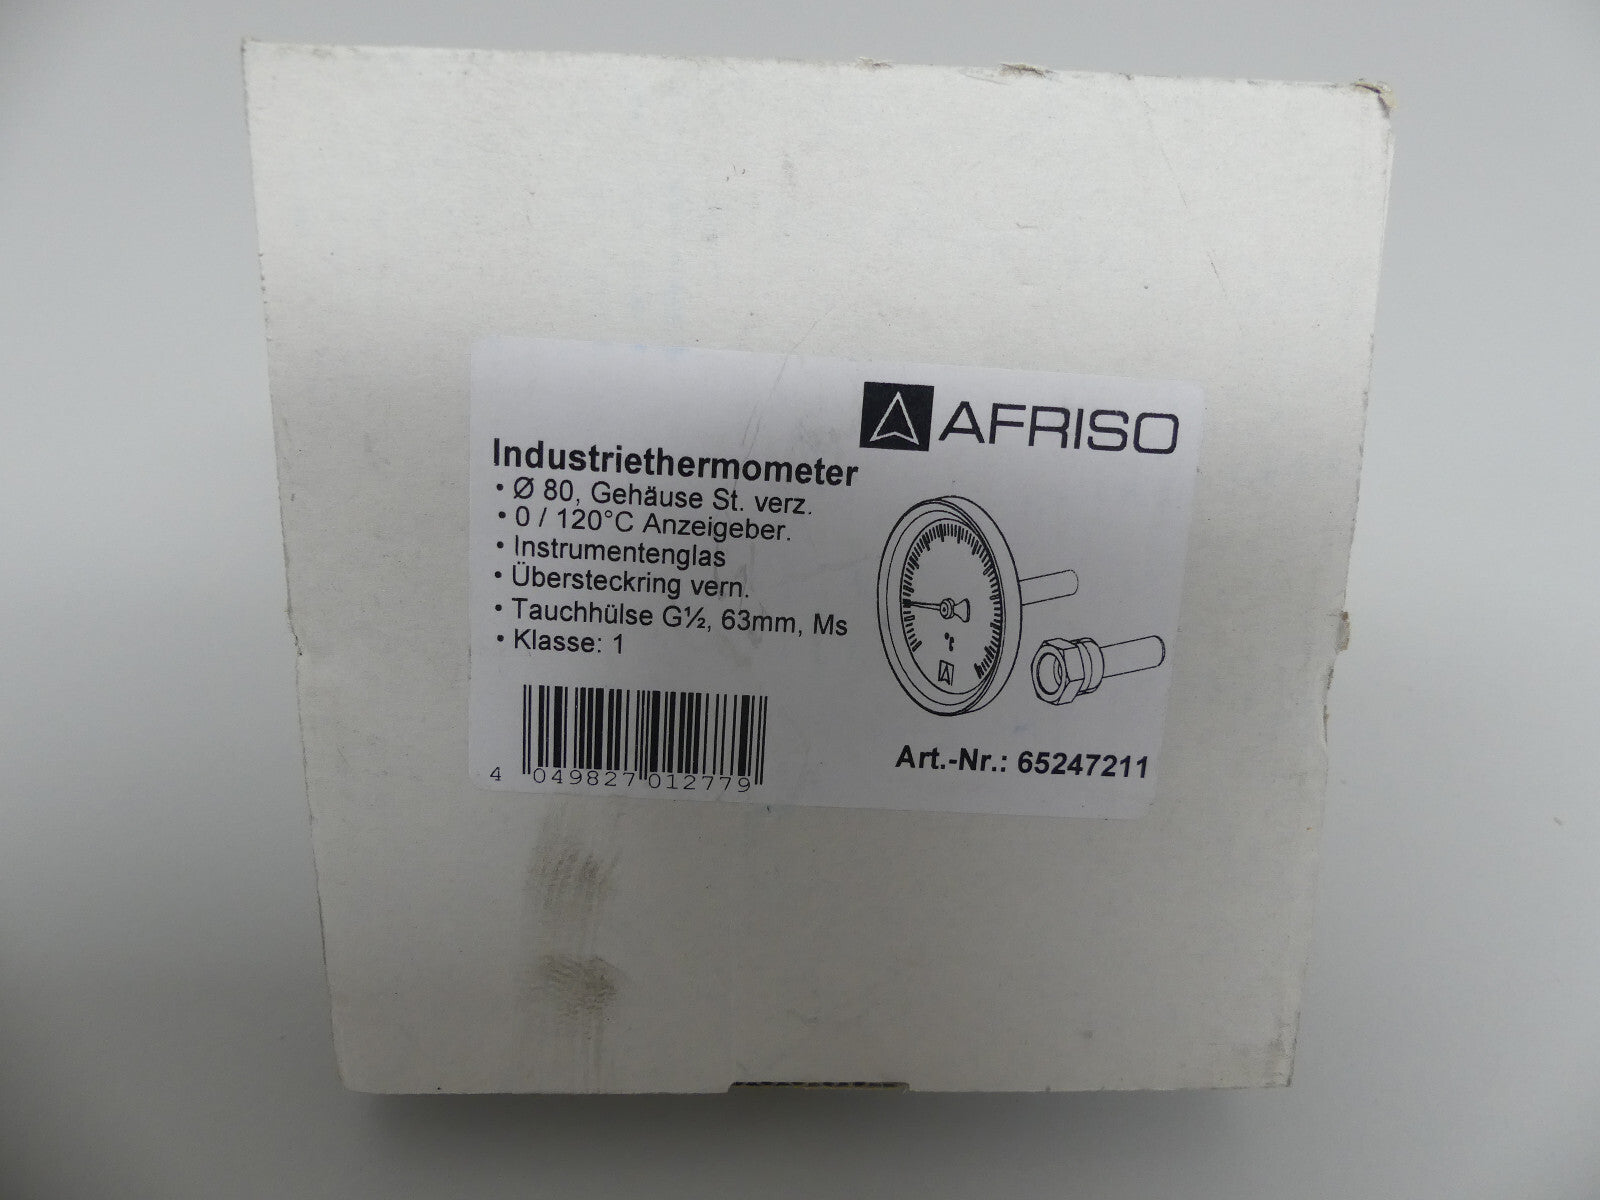 AFRISO
Industriethermometer
• Ø 80, Gehäuse St. verz.
• 0 / 120°C Anzeigeber.
• Instrumentenglas
• Übersteckring vern.
• Tauchhülse G½, 63mm, Ms
• Klasse: 1
°C
Art.-Nr.: 65247211
4 049827 012779